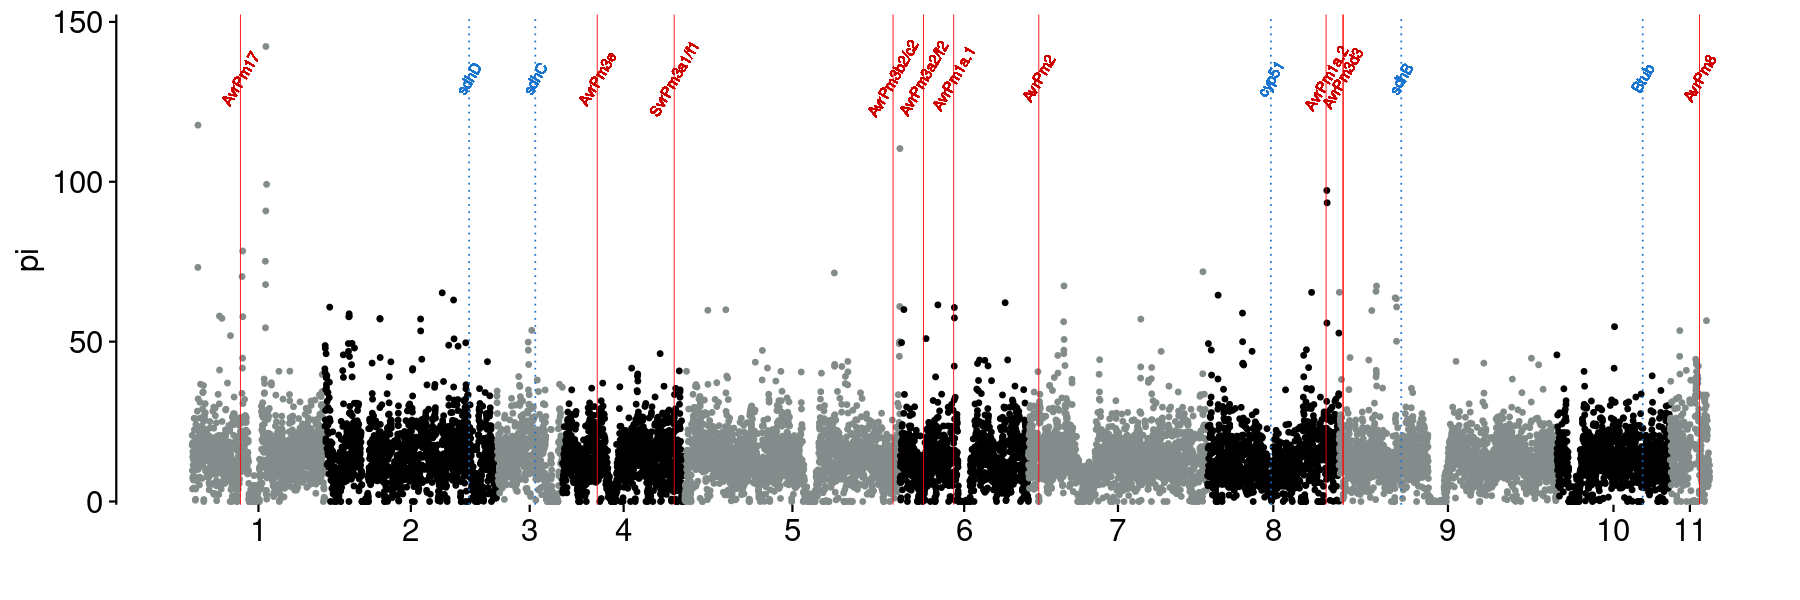 150
100
50
0
pi
AvrPm17
sdhD
sdhC
AvrPm3e
SvrPm3a1/f1
AvrPm3b2/c2
AvrPm3a2/f2
AvrPm1a.1
AvrPm2
cyp51
AvrPm1a.2
AvrPm3d3
sdhB
Btub
AvrPm8
1 2 3 4 5 6 7 8 9 10 11